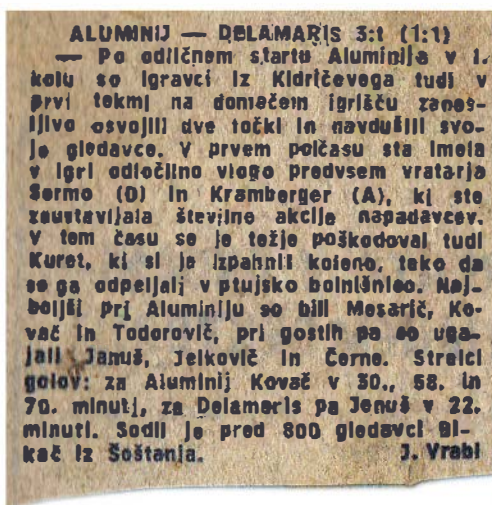 ALUMINIJ — DELAMARIS 3:1 (1:1)
— Po odličnem startu Aluminija v 1.
kolu so igravci iz Kidričevega tudi v
prvi tekmi na domačem igrišču zanes-
ljivo osvojili dve točki in navdušili svo-
je gledavce. V prvem polčasu sta imela
v igri odločilno vlogo predvsem vratarja
Sermo (D) in Kramberger (A), ki sta
zaustavljala številne akcije napadavcev.
V tem času se je težje poškodoval tudi
Kuret, ki si je izpahnil koleno, tako da
so ga odpeljali v ptujsko bolnišnico. Naj-
boljši pri Aluminiju so bili Mesarič, Ko-
vač in Todorovič, pri gostih pa so uga-
jali Januš, Jelkovič in Černe. Strelci
golov: za Aluminij Kovač v 30., 58. in
70. minuti, za Delamaris pa Januš v 22.
minuti. Sodil je pred 800 gledavci Bi-
kač iz Šoštanja. J. Vrabl